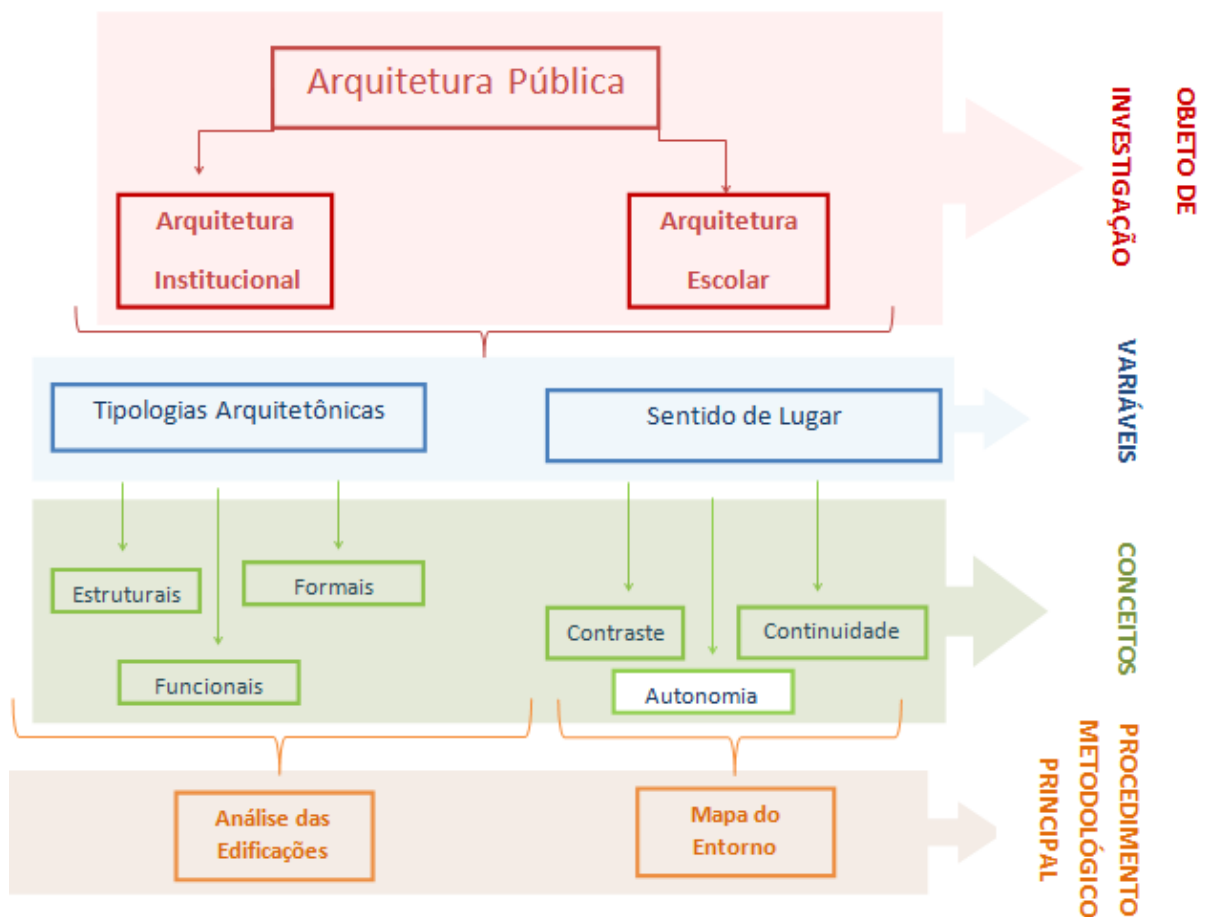 Arquitetura Pública
OBJETO DE
INVESTIGAÇÃO
Arquitetura
Institucional
Arquitetura
Escolar
VARIÁVEIS
Tipologias Arquitetônicas
Sentido de Lugar
CONCEITOS
Estruturais
Formais
Funcionais
Contraste
Continuidade
Autonomia
PROCEDIMENTO
METODOLÓGICO
PRINCIPAL
Análise das
Edificações
Mapa do
Entorno